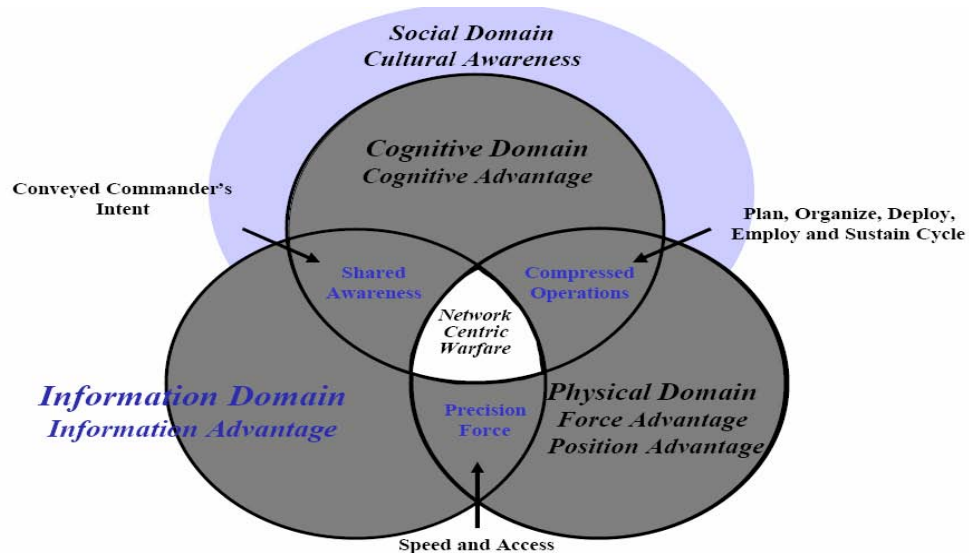 Social Domain
Cultural Awareness
Cognitive Domain
Cognitive Advantage
Conveyed Commander's
Intent
Plan, Organize, Deploy,
Employ and Sustain Cycle
Shared
Awareness
Compressed
Operations
Network
Centric
Warfare
Information Domain
Information Advantage
Precision
Force
Physical Domain
Force Advantage
Position Advantage
Speed and Access